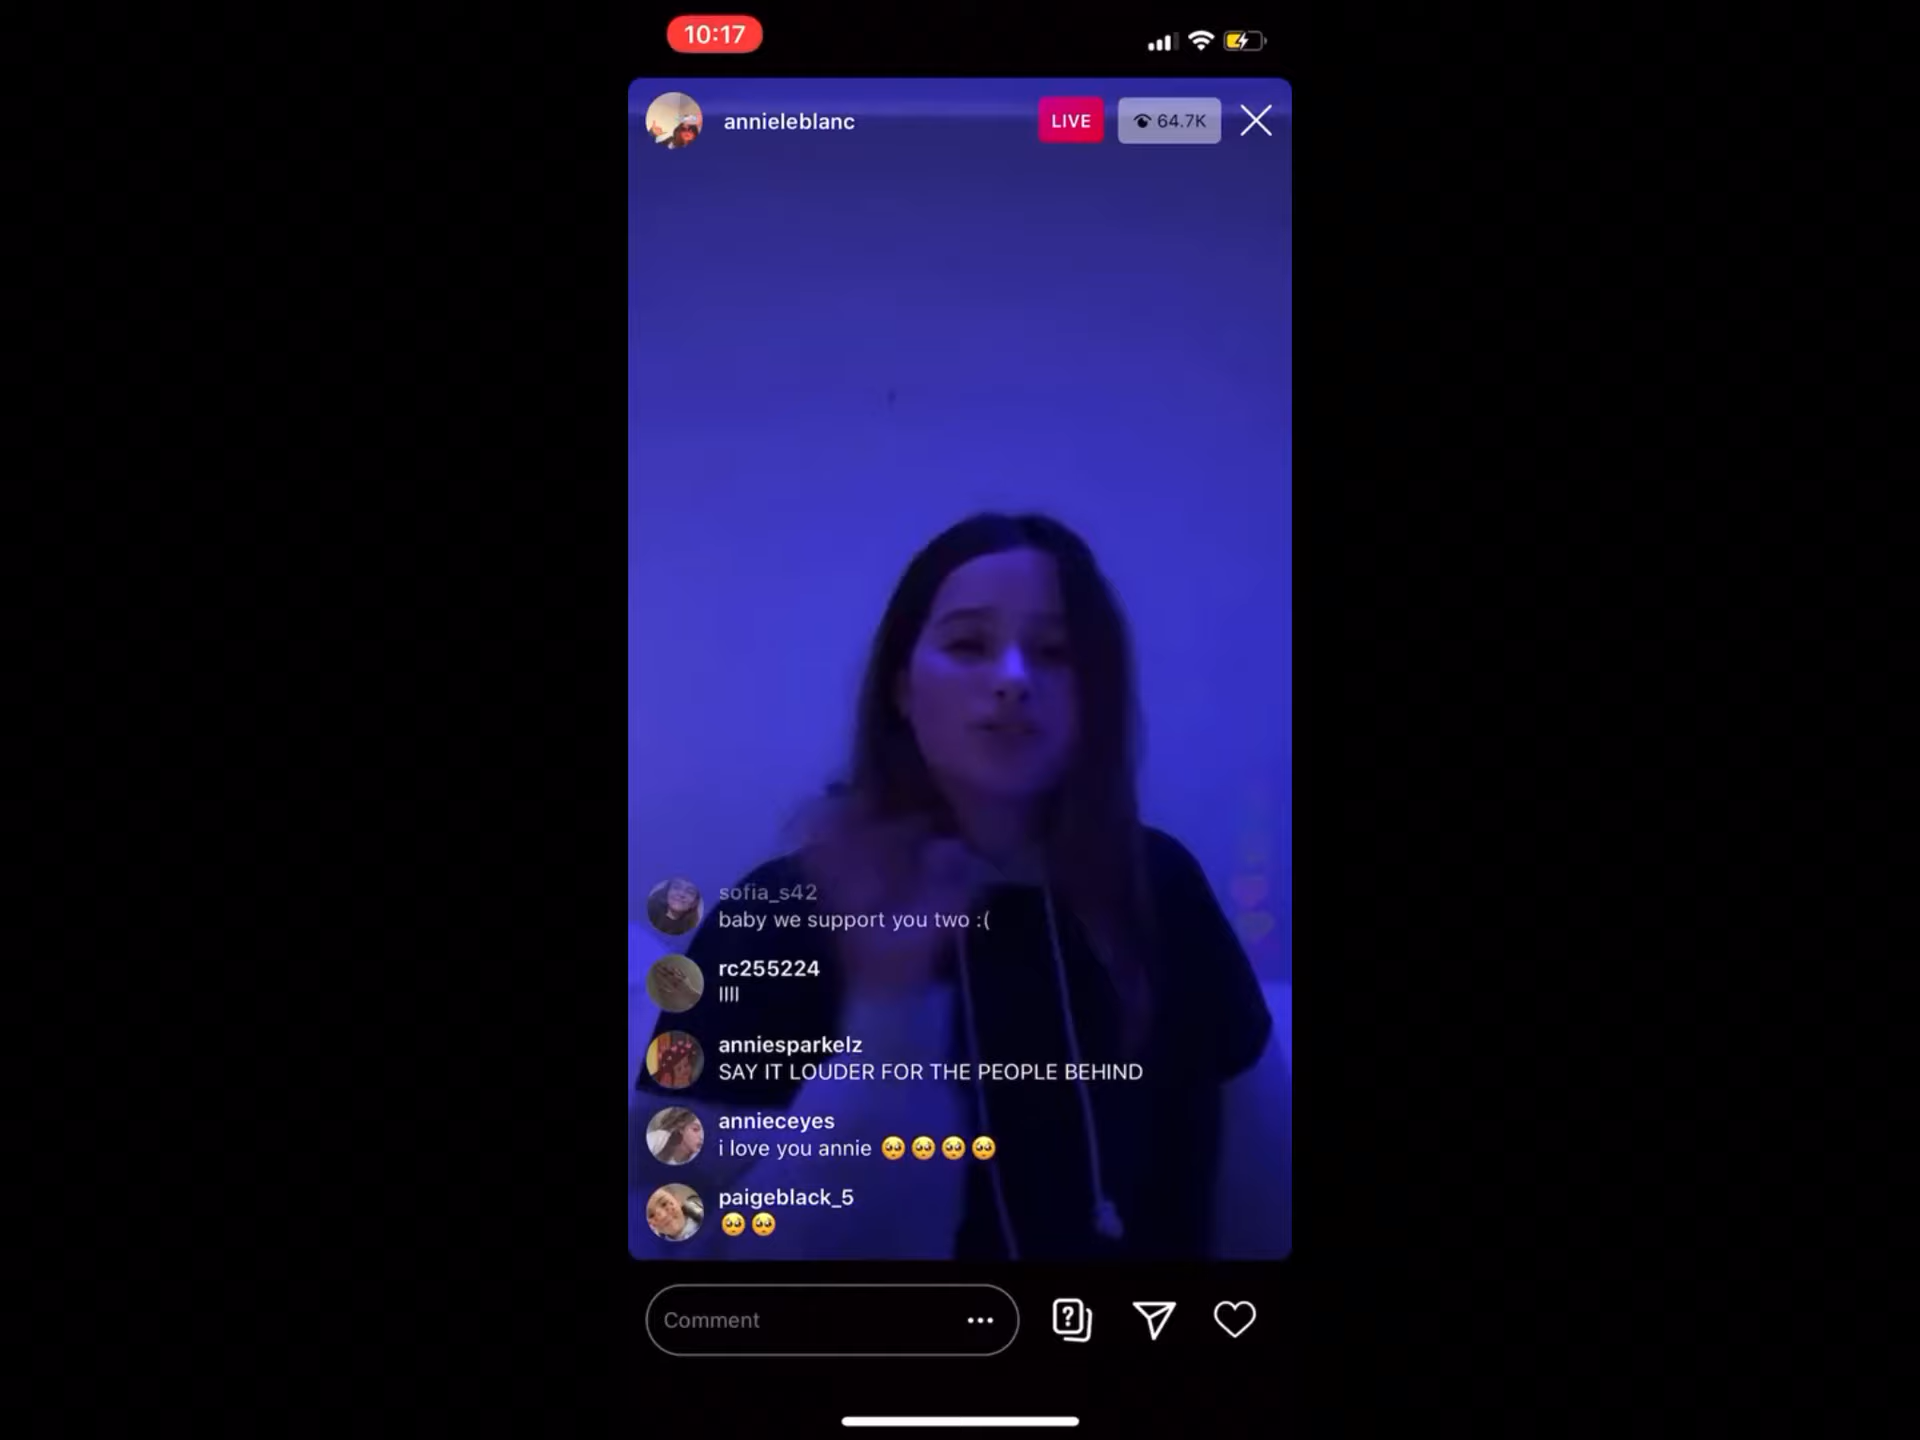 10:17
annieleblanc
LIVE
64.7K
sofia_s42
baby we support you two :(
rc255224
llll
anniesparkelz
SAY IT LOUDER FOR THE PEOPLE BEHIND
annieceyes
i love you annie 🥺🥺🥺🥺
paigeblack_5
🥺🥺
Comment